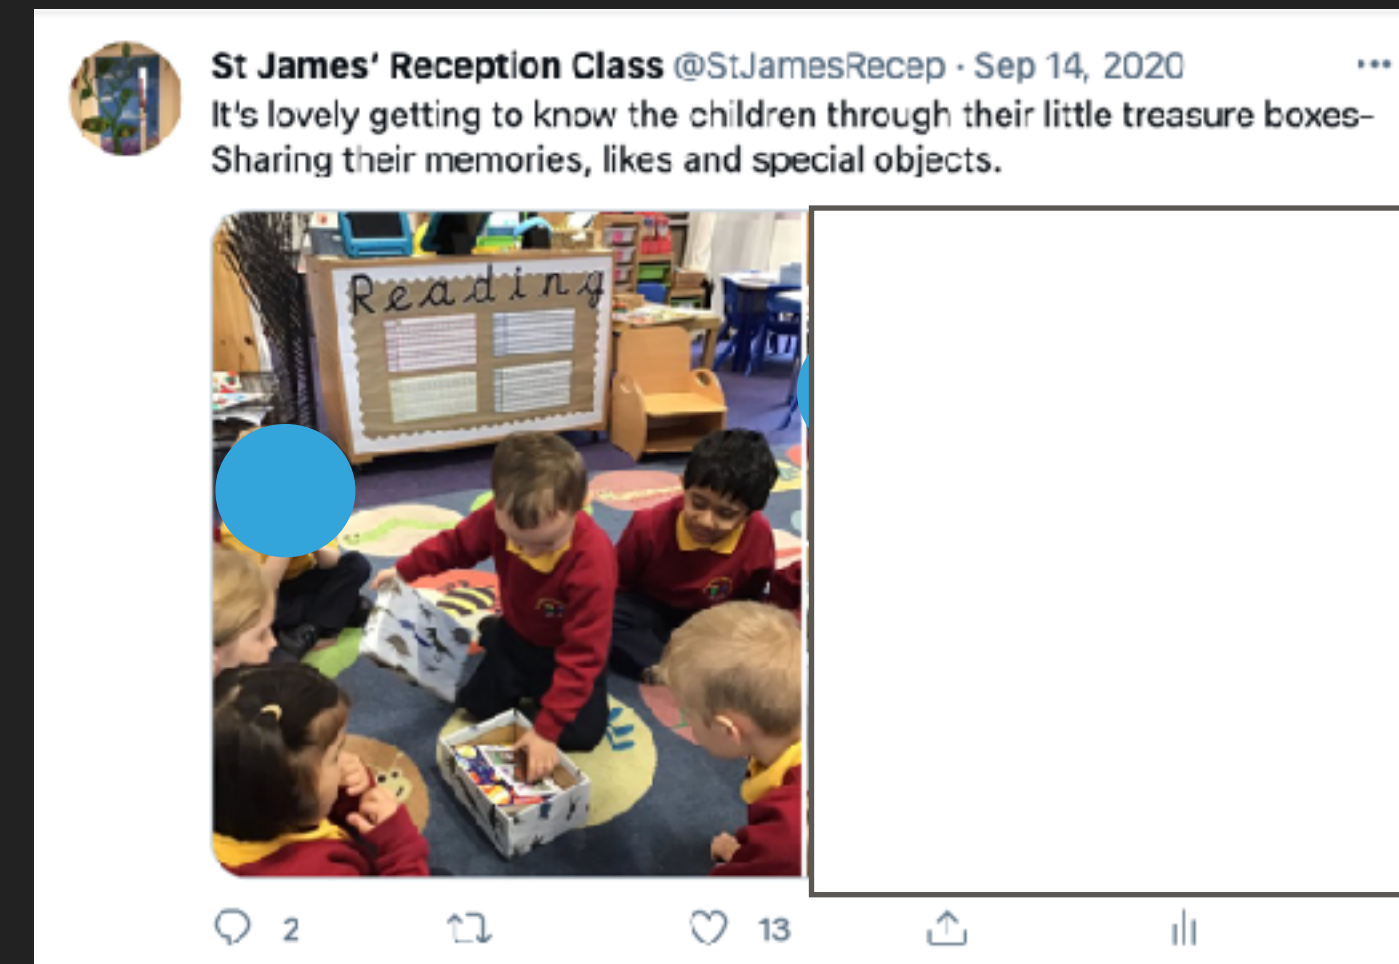 St James' Reception Class @StJamesRecep · Sep 14, 2020
It's lovely getting to know the children through their little treasure boxes-
Sharing their memories, likes and special objects.
Reading
2
13